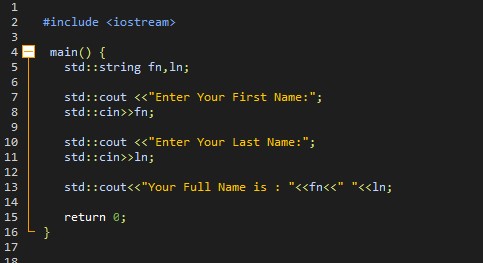 1
2 #include <iostream>
3
4 main() {
5 std::string fn,ln;
6
7 std::cout <<"Enter Your First Name:";
8 std::cin>>fn;
9
10 std::cout <<"Enter Your Last Name:";
11 std::cin>>ln;
12
13 std::cout<<"Your Full Name is : "<<fn<<" "<<ln;
14
15 return 0;
16 }
17
18